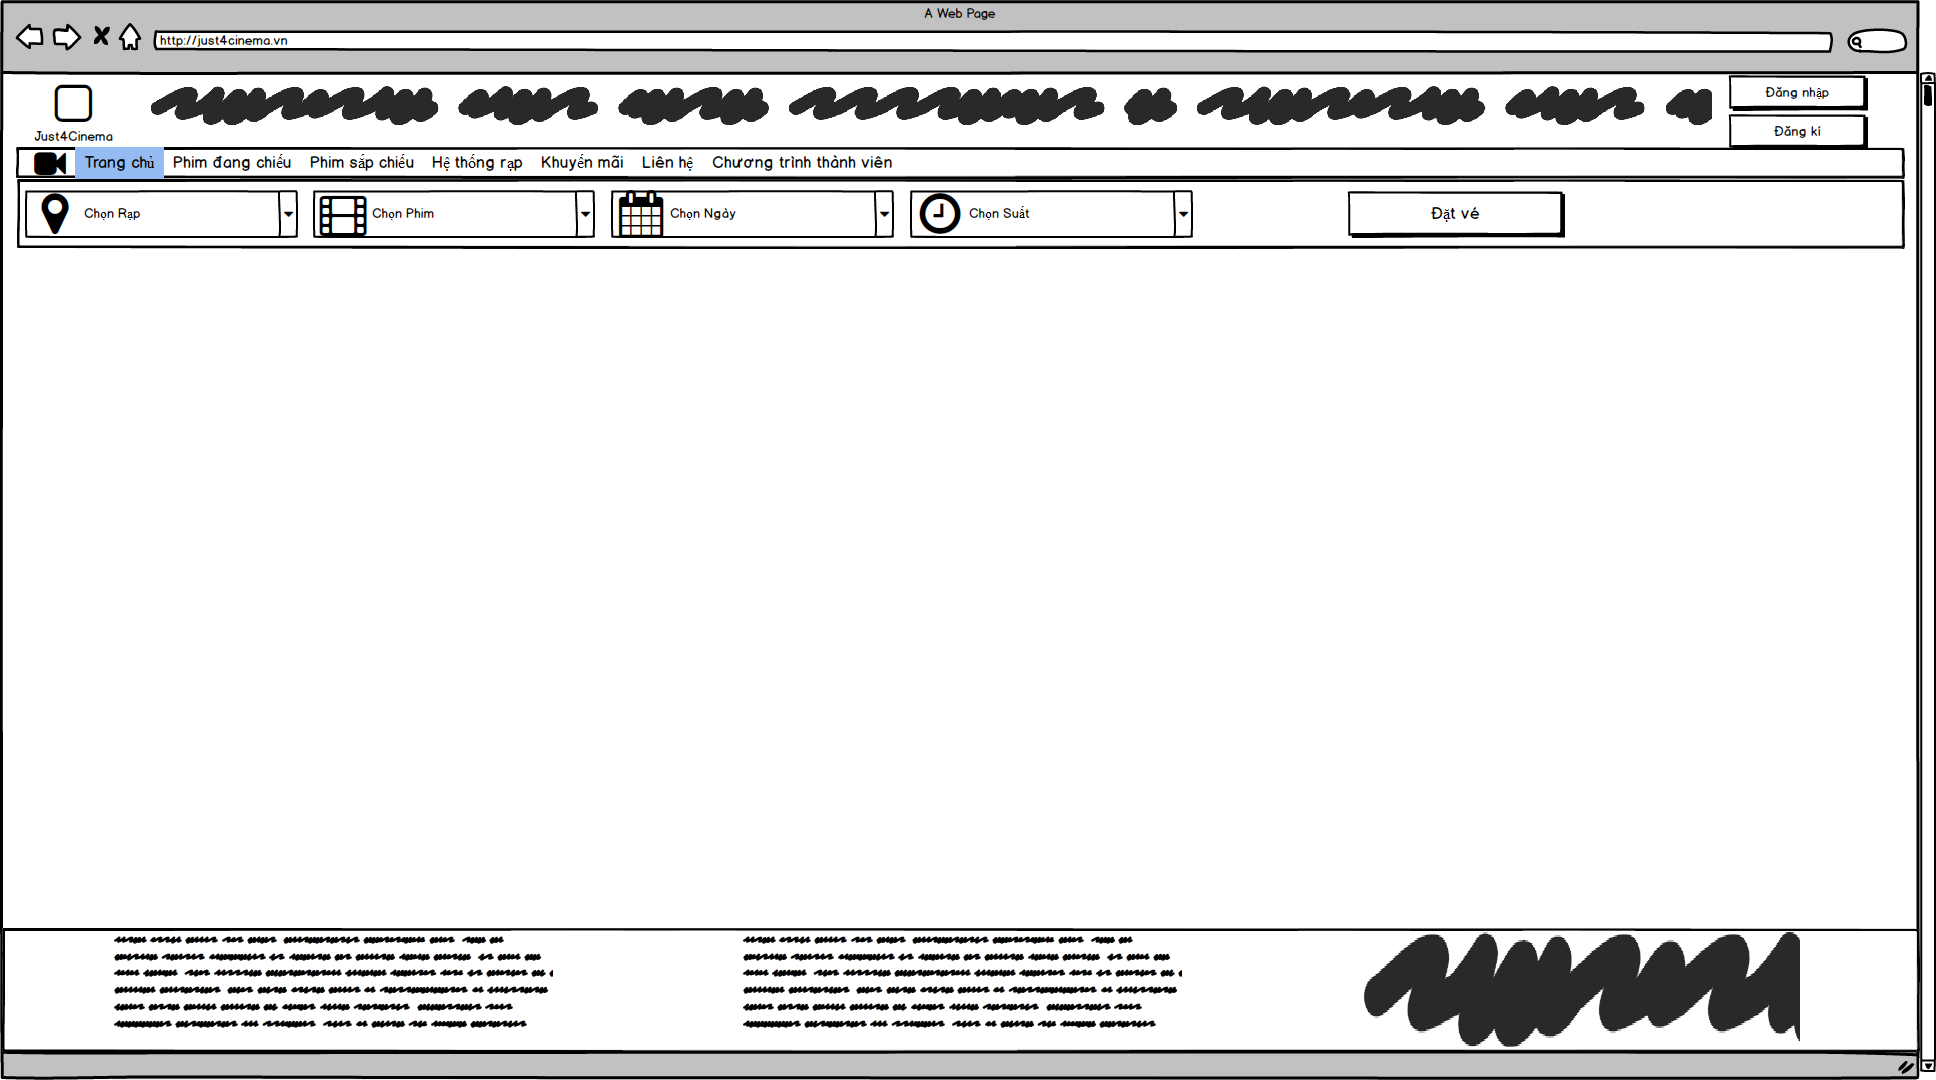 A Web Page
http://just4cinema.vn
Đăng nhập
Just4Cinema
Đăng kí
Trang chủ Phim đang chiếu Phim sắp chiếu Hệ thống rạp Khuyến mãi Liên hệ Chương trình thành viên
Chọn Rạp Chọn Phim Chọn Ngày Chọn Suất Đặt vé